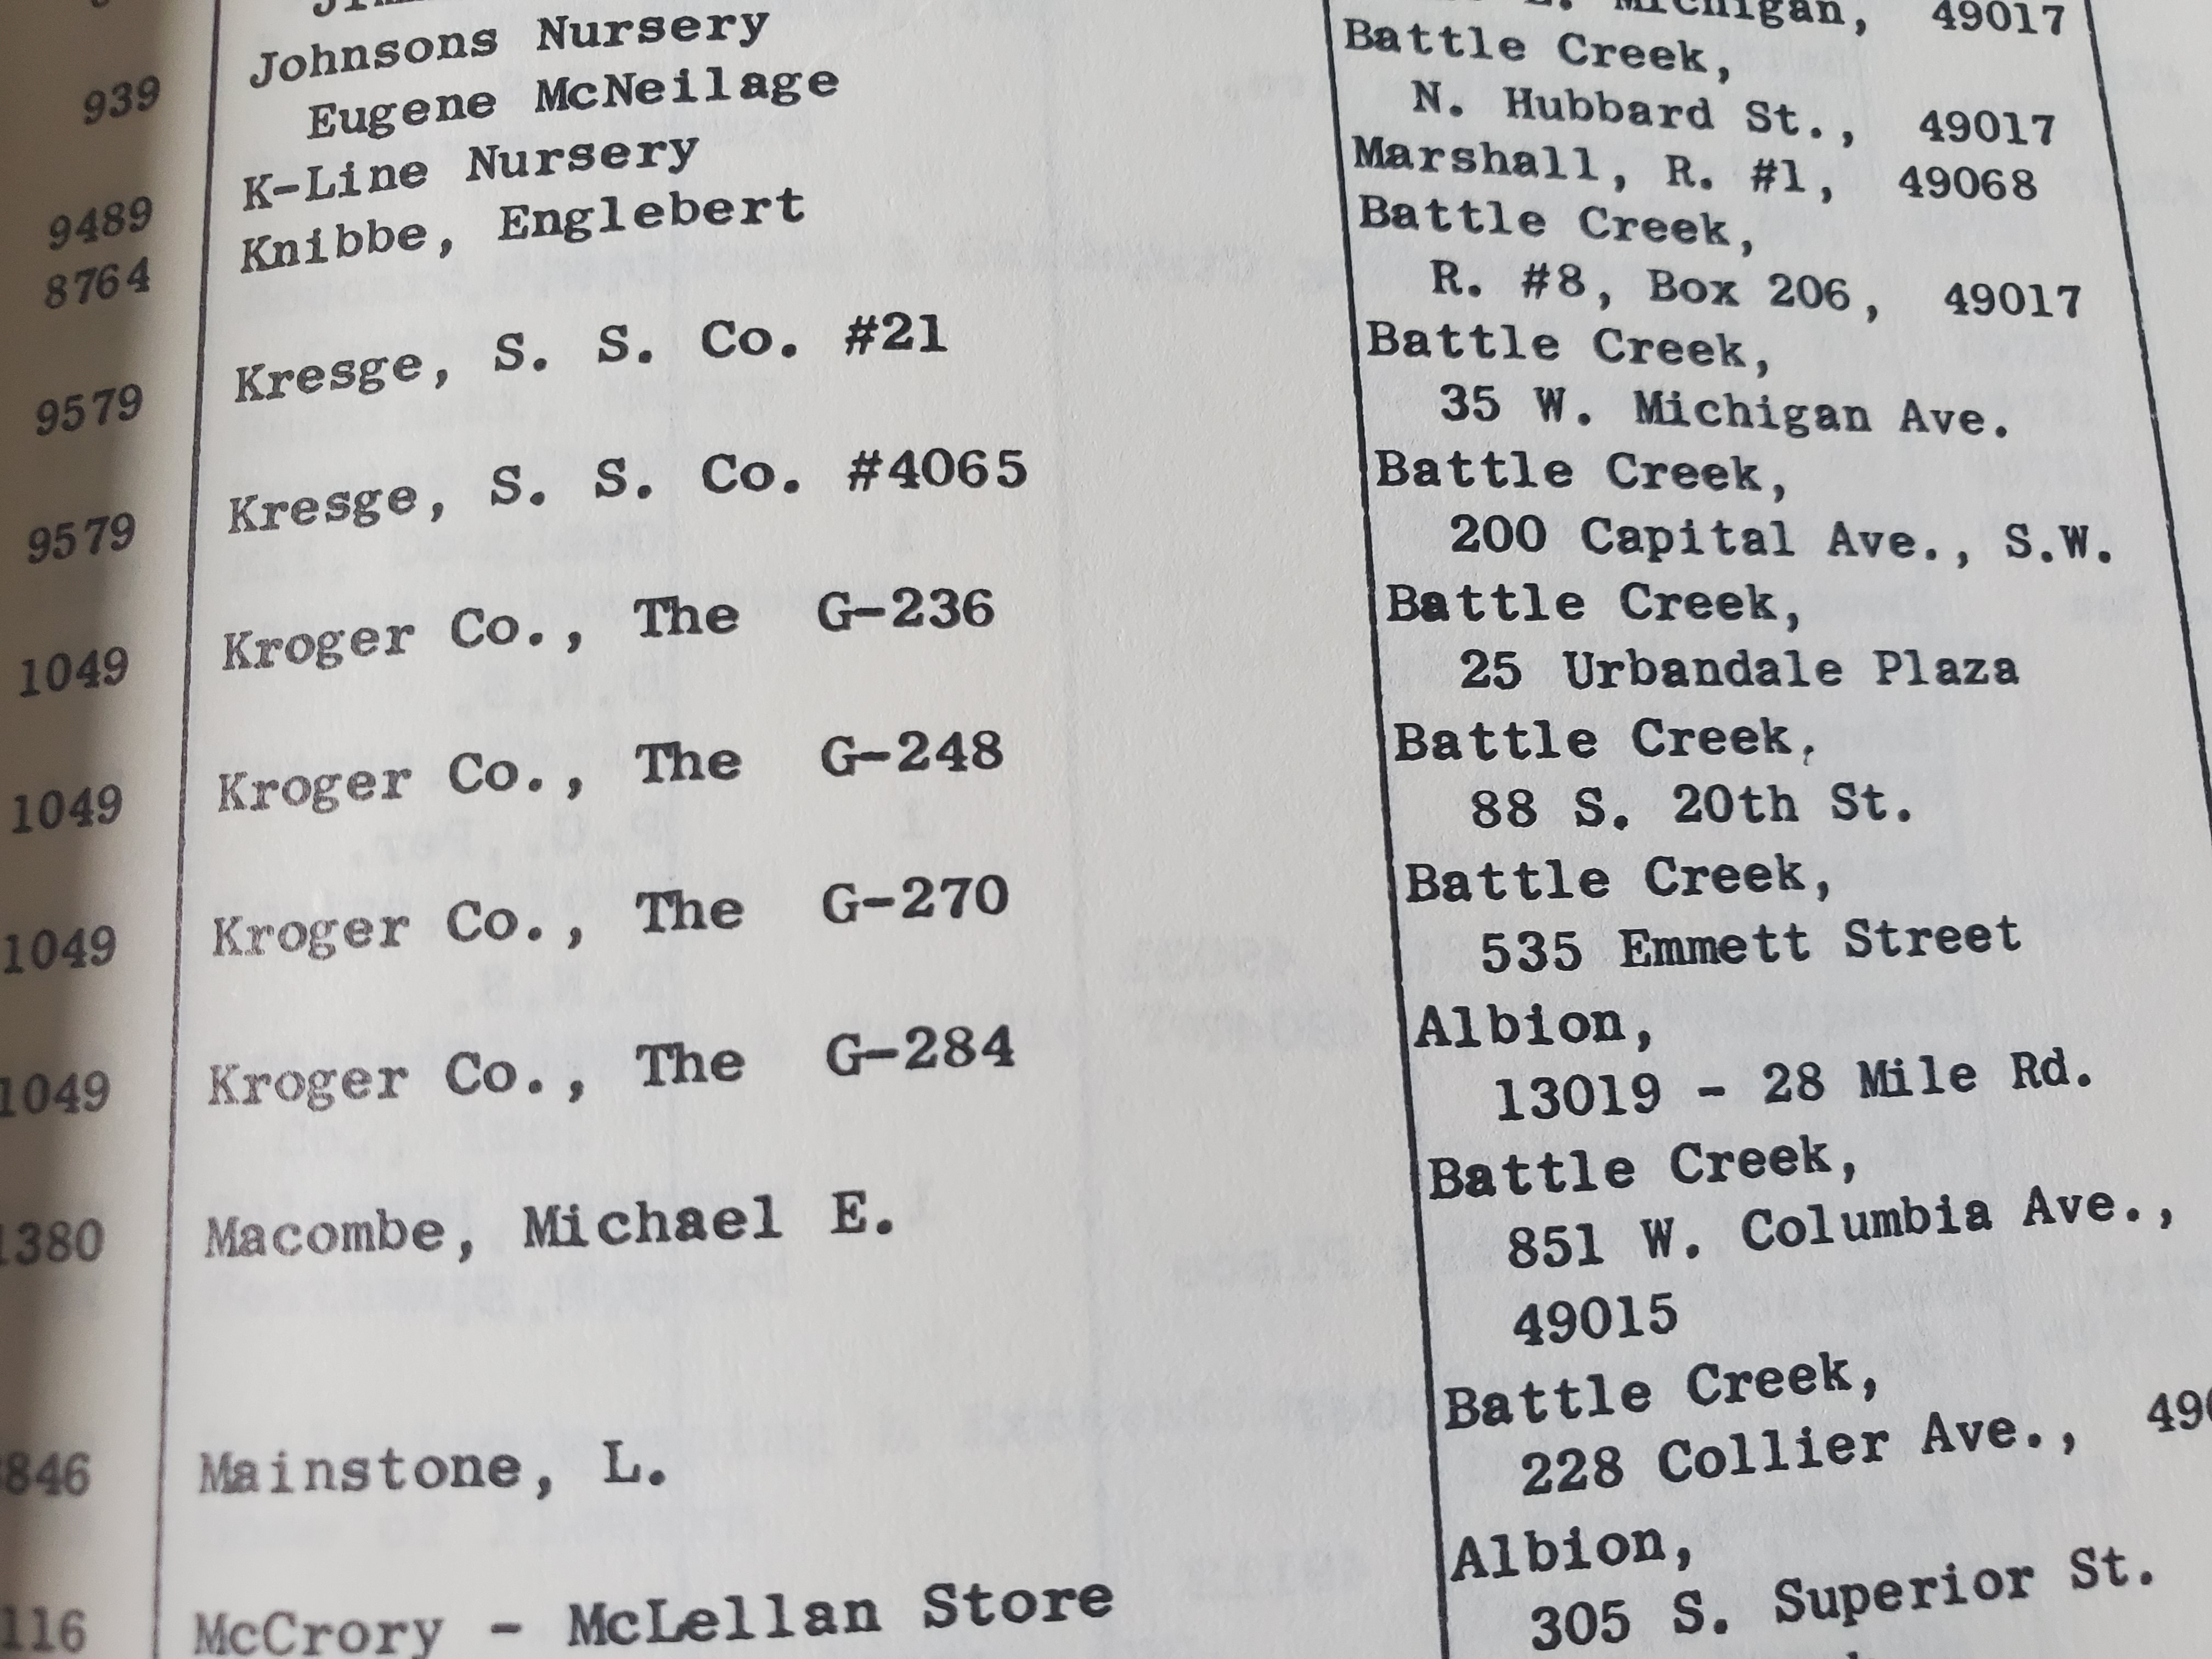 Michigan, 49017
939 Johnsons Nursery Battle Creek,
Eugene McNeilage N. Hubbard St., 49017
9489 K-Line Nursery Marshall, R. #1, 49068
8764 Knibbe, Englebert Battle Creek,
R. #8, Box 206, 49017
9579 Kresge, S. S. Co. #21 Battle Creek,
35 W. Michigan Ave.
9579 Kresge, S. S. Co. #4065 Battle Creek,
200 Capital Ave., S.W.
1049 Kroger Co., The G-236 Battle Creek,
25 Urbandale Plaza
1049 Kroger Co., The G-248 Battle Creek,
88 S. 20th St.
1049 Kroger Co., The G-270 Battle Creek,
535 Emmett Street
1049 Kroger Co., The G-284 Albion,
13019 - 28 Mile Rd.
1380 Macombe, Michael E. Battle Creek,
851 W. Columbia Ave.,
49015
846 Mainstone, L. Battle Creek,
228 Collier Ave., 490
116 McCrory - McLellan Store Albion,
305 S. Superior St.